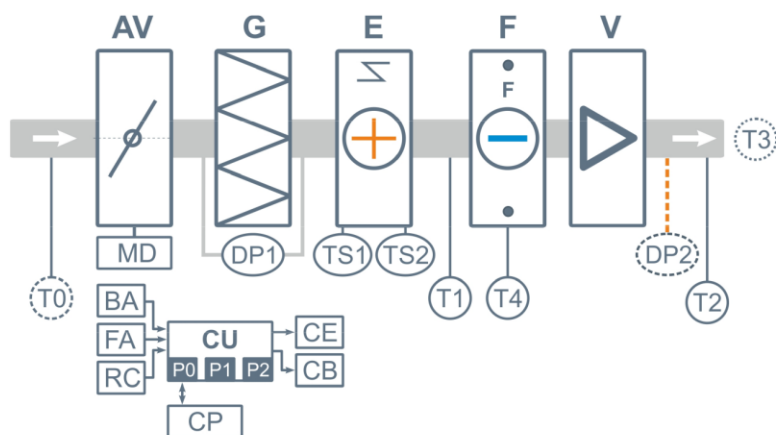 AV G E F V
F
T3
MD DP1 TS1 TS2 DP2
T0 T1 T4 T2
BA
FA CU CE
P0 P1 P2
RC CB
CP